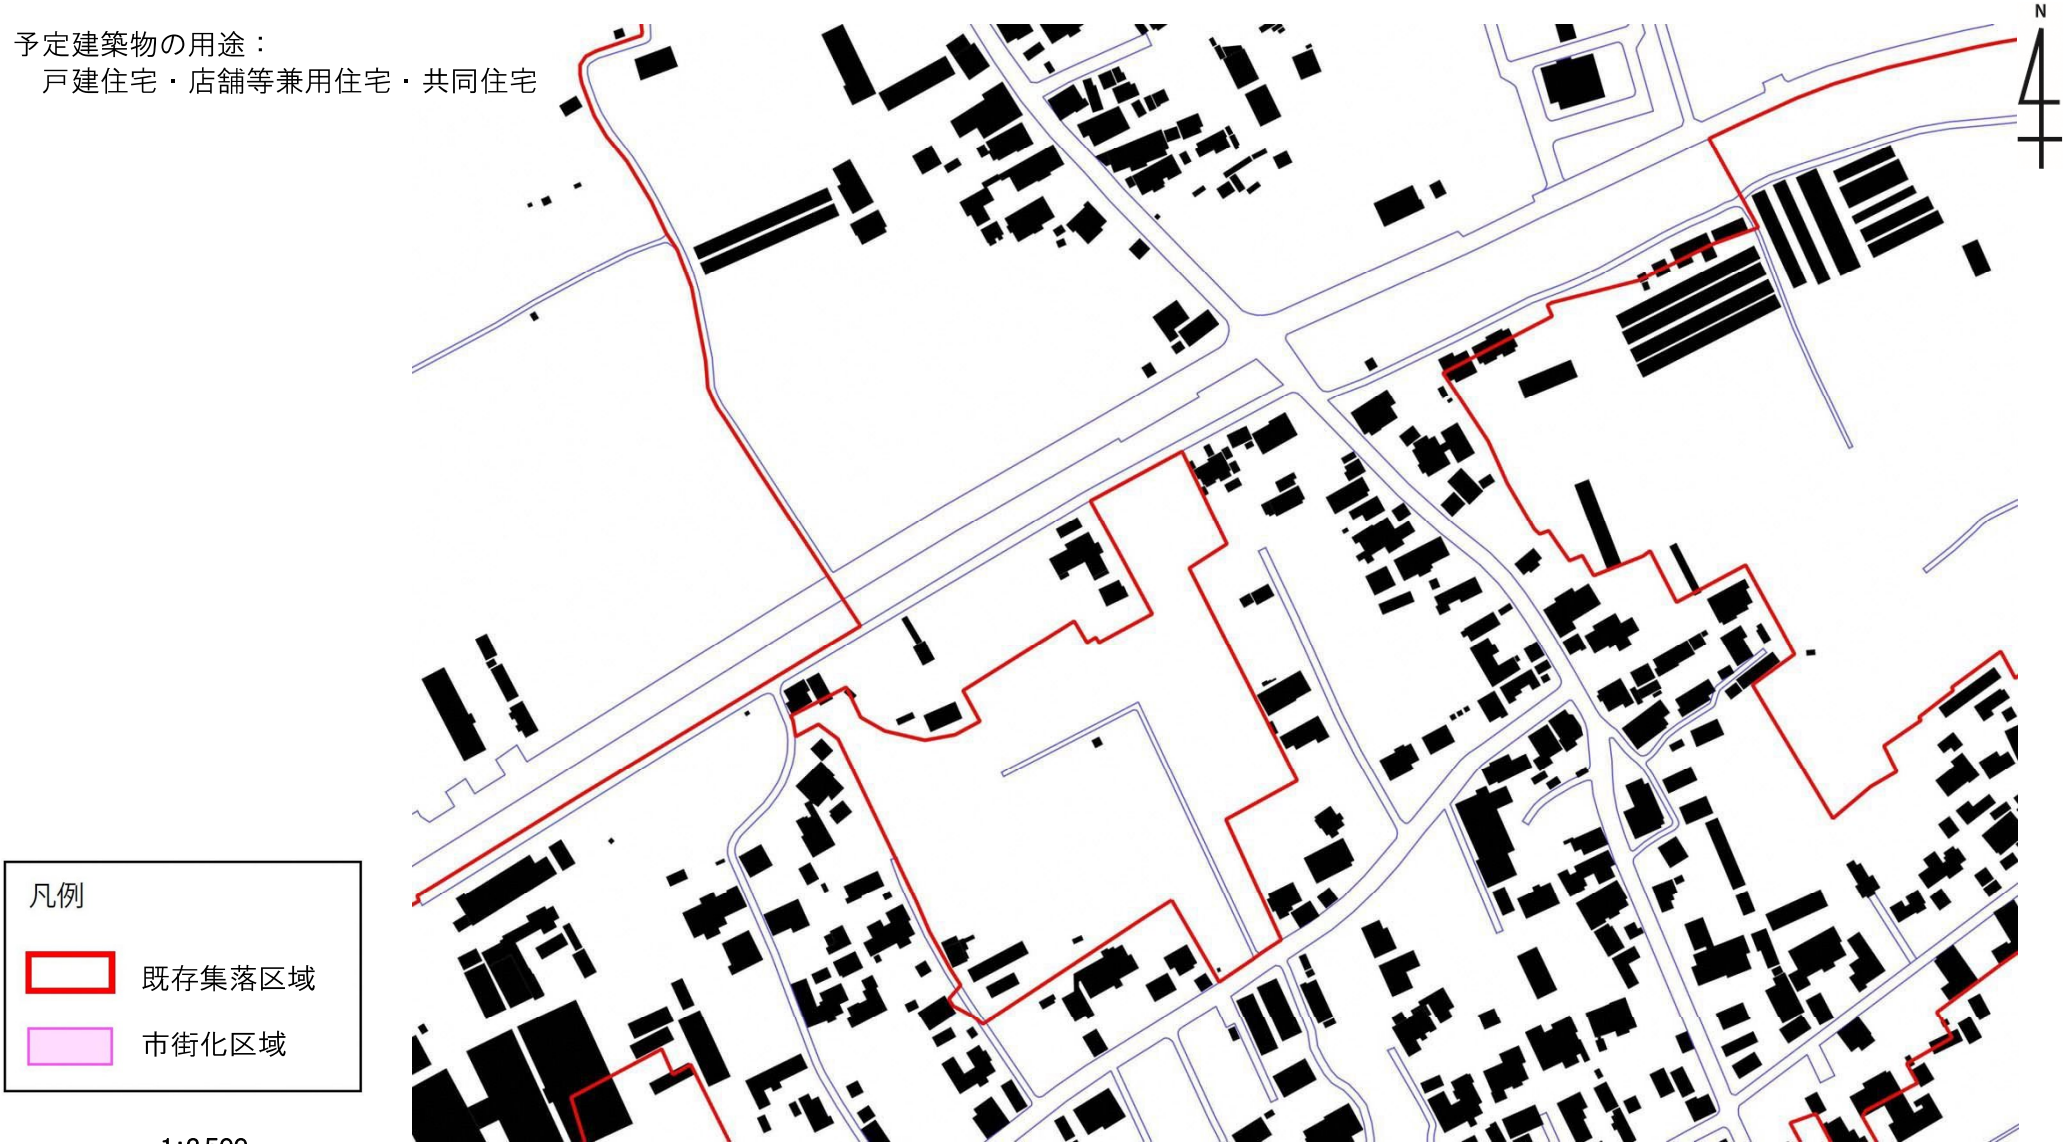 予定建築物の用途：
戸建住宅・店舗等兼用住宅・共同住宅
N
凡例
既存集落区域
市街化区域